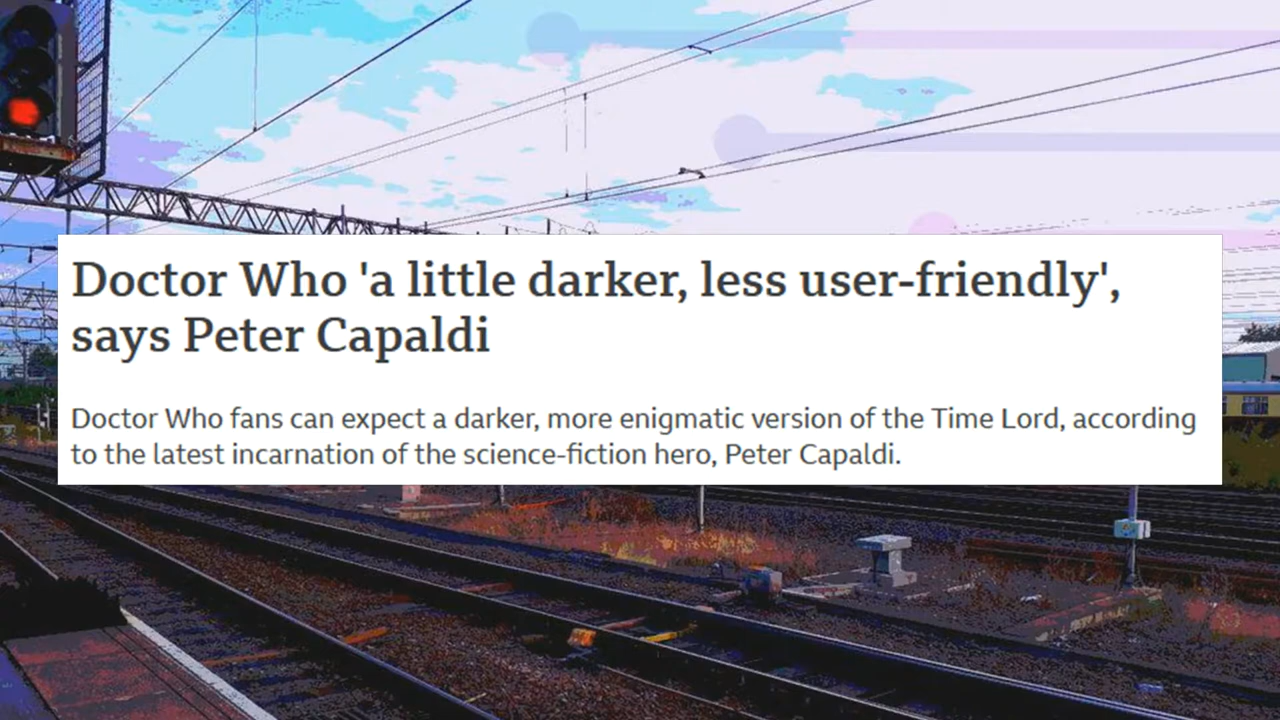 Doctor Who 'a little darker, less user-friendly',
says Peter Capaldi
Doctor Who fans can expect a darker, more enigmatic version of the Time Lord, according
to the latest incarnation of the science-fiction hero, Peter Capaldi.